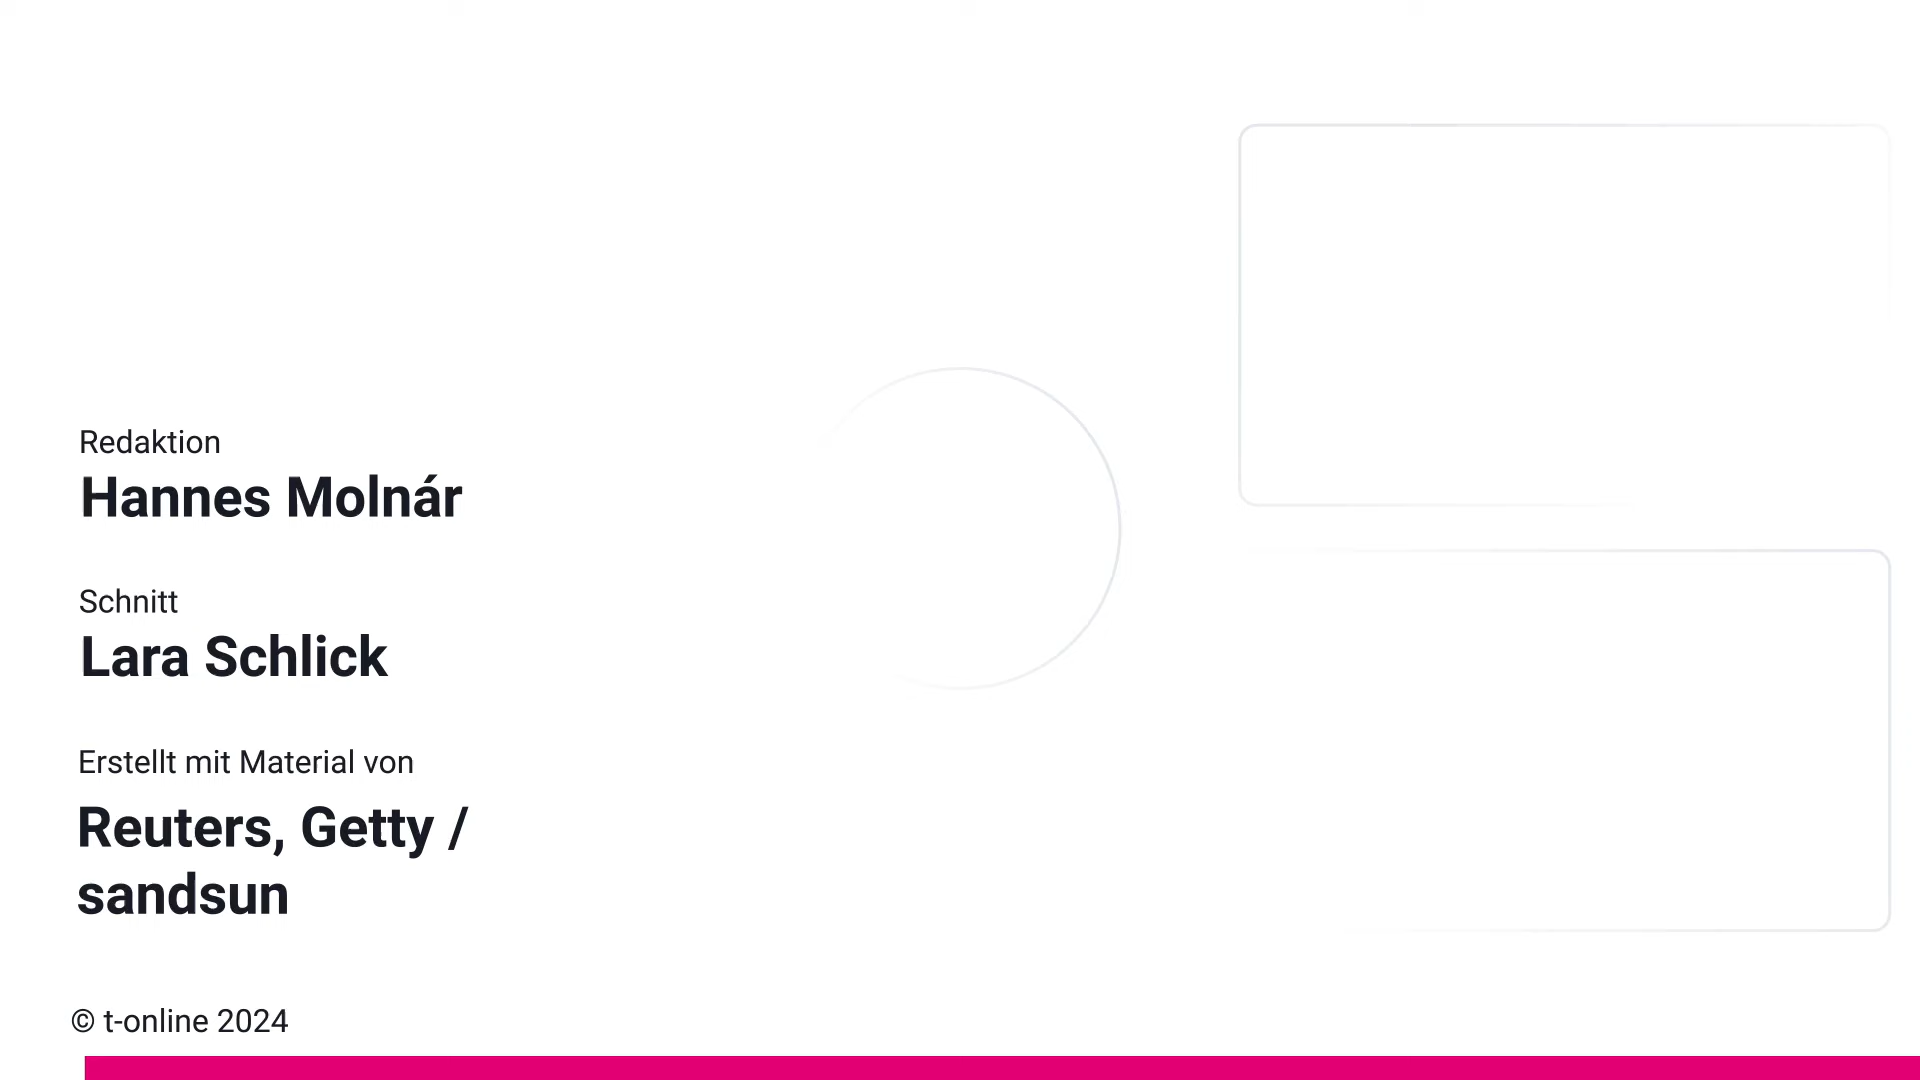 Redaktion
Hannes Molnár
Schnitt
Lara Schlick
Erstellt mit Material von
Reuters, Getty /
sandsun
© t-online 2024